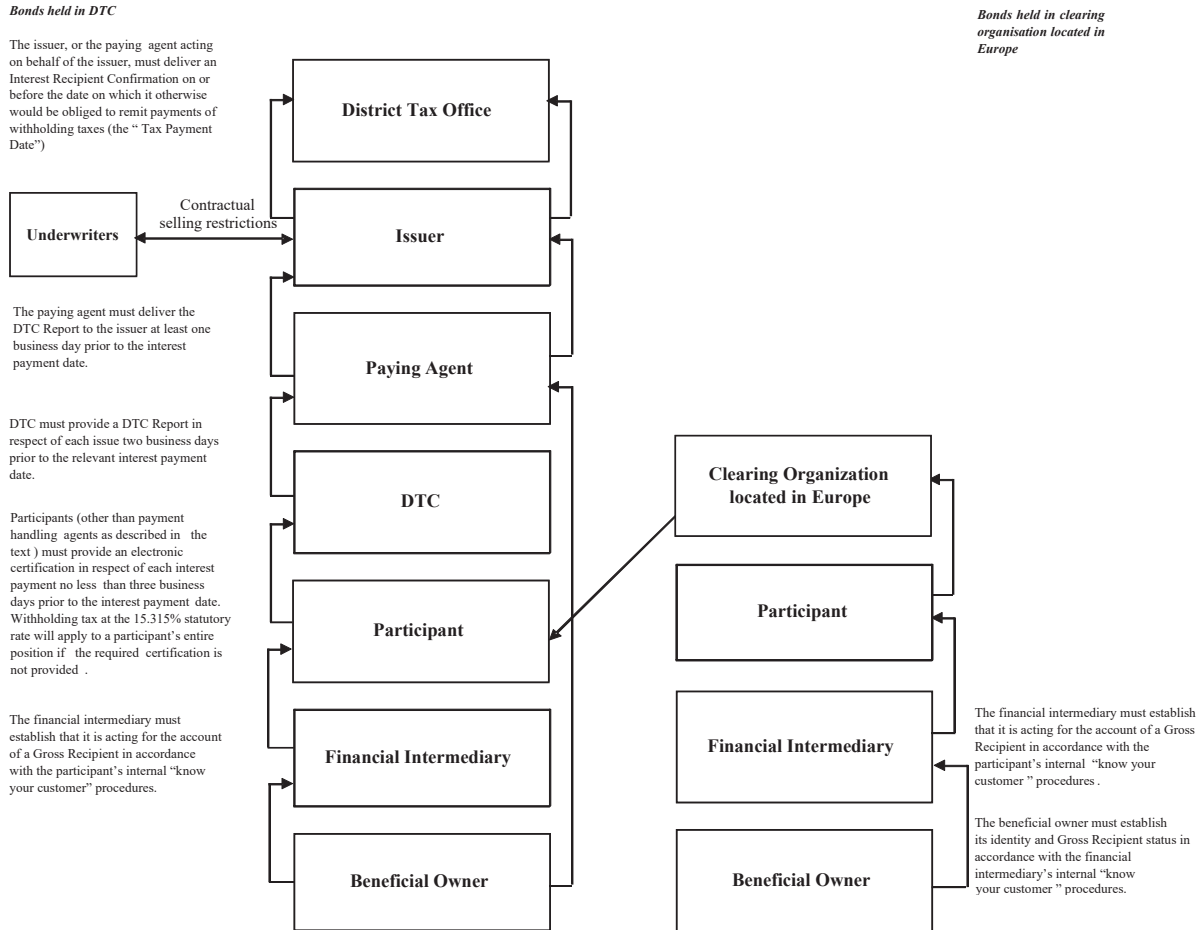 Bonds held in DTC
The issuer, or the paying agent acting
on behalf of the issuer, must deliver an
Interest Recipient Confirmation on or
before the date on which it otherwise
would be obliged to remit payments of
withholding taxes (the “ Tax Payment
Date”)
District Tax Office
Underwriters
Contractual
selling restrictions
Issuer
The paying agent must deliver the
DTC Report to the issuer at least one
business day prior to the interest
payment date.
Paying Agent
DTC must provide a DTC Report in
respect of each issue two business days
prior to the relevant interest payment
date.
DTC
Participants (other than payment
handling agents as described in the
text ) must provide an electronic
certification in respect of each interest
payment no less than three business
days prior to the interest payment date.
Withholding tax at the 15.315% statutory
rate will apply to a participant’s entire
position if the required certification is
not provided .
Participant
The financial intermediary must
establish that it is acting for the account
of a Gross Recipient in accordance
with the participant’s internal “know
your customer” procedures.
Financial Intermediary
Beneficial Owner
Bonds held in clearing
organisation located in
Europe
Clearing Organization
located in Europe
Participant
Financial Intermediary
The financial intermediary must establish
that it is acting for the account of a Gross
Recipient in accordance with the
participant’s internal “know your
customer ” procedures .
The beneficial owner must establish
its identity and Gross Recipient status in
accordance with the financial
intermediary’s internal “know
your customer ” procedures.
Beneficial Owner